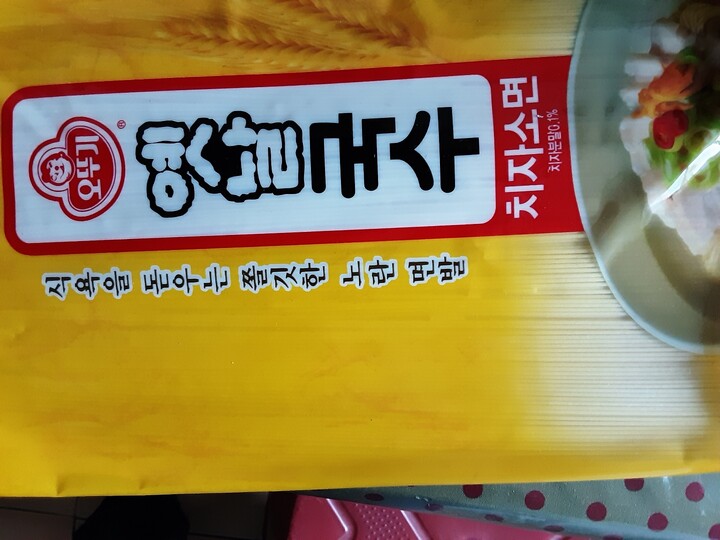 오뚜기
®
옛날국수
치자소면
치자분말0.1%
식욕을 돋우는 쫄깃한 노란 면발